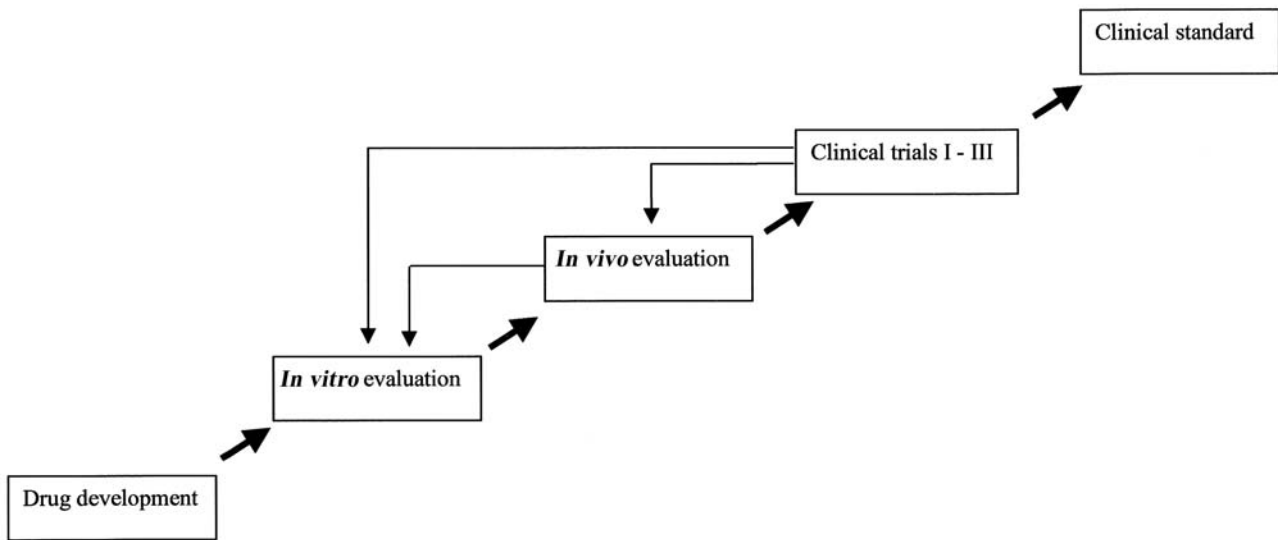 Clinical standard
Clinical trials I - III
In vivo evaluation
In vitro evaluation
Drug development